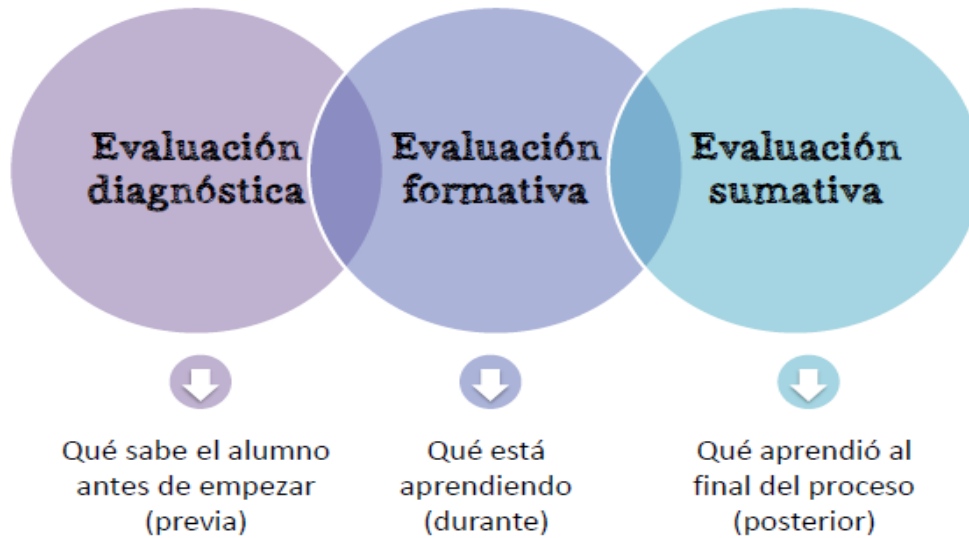 Evaluación
diagnóstica
Evaluación
formativa
Evaluación
sumativa
Qué sabe el alumno
antes de empezar
(previa)
Qué está
aprendiendo
(durante)
Qué aprendió al
final del proceso
(posterior)